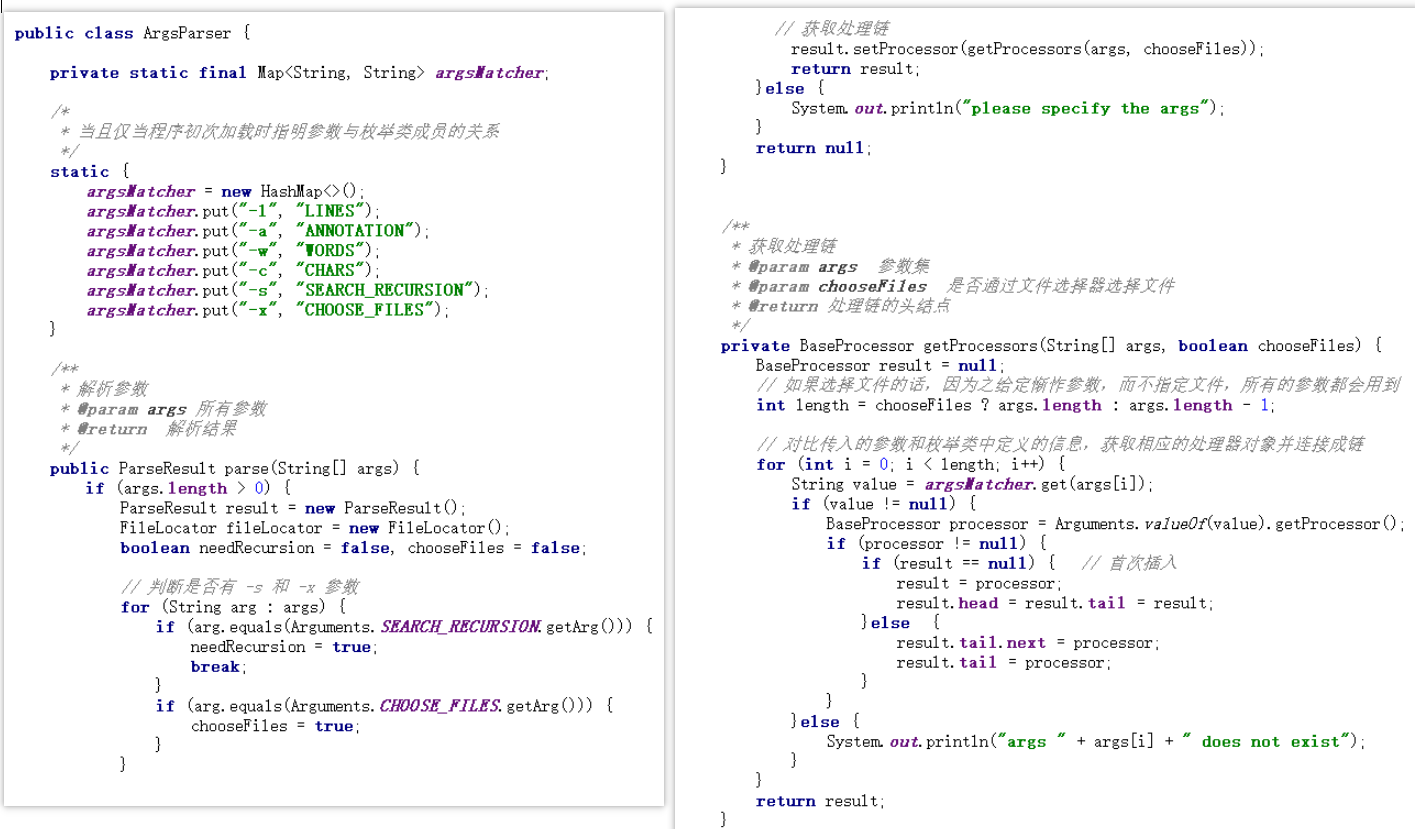 public class ArgsParser {
private static final Map<String, String> argsMatcher;
/*
* 当且仅当程序初次加载时指明参数与枚举类成员的关系
*/
static {
argsMatcher = new HashMap<>();
argsMatcher.put("-l", "LINES");
argsMatcher.put("-a", "ANNOTATION");
argsMatcher.put("-w", "WORDS");
argsMatcher.put("-c", "CHARS");
argsMatcher.put("-s", "SEARCH_RECURSION");
argsMatcher.put("-x", "CHOOSE_FILES");
}
/**
* 解析参数
* @param args 所有参数
* @return 解析结果
*/
public ParseResult parse(String[] args) {
if (args.length > 0) {
ParseResult result = new ParseResult();
FileLocator fileLocator = new FileLocator();
boolean needRecursion = false, chooseFiles = false;
// 判断是否有 -s 和 -x 参数
for (String arg : args) {
if (arg.equals(Arguments.SEARCH_RECURSION.getArg())) {
needRecursion = true;
break;
}
if (arg.equals(Arguments.CHOOSE_FILES.getArg())) {
chooseFiles = true;
}
}
// 获取处理链
result.setProcessor(getProcessors(args, chooseFiles));
return result;
}else {
System.out.println("please specify the args");
}
return null;
}
/**
* 获取处理链
* @param args 参数集
* @param chooseFiles 是否通过文件选择器选择文件
* @return 处理链的头结点
*/
private BaseProcessor getProcessors(String[] args, boolean chooseFiles) {
BaseProcessor result = null;
// 如果选择文件的话，因为之给定惭怍参数，而不指定文件，所有的参数都会用到
int length = chooseFiles ? args.length : args.length - 1;
// 对比传入的参数和枚举类中定义的信息，获取相应的处理器对象并连接成链
for (int i = 0; i < length; i++) {
String value = argsMatcher.get(args[i]);
if (value != null) {
BaseProcessor processor = Arguments.valueOf(value).getProcessor();
if (processor != null) {
if (result == null) { // 首次插入
result = processor;
result.head = result.tail = result;
}else {
result.tail.next = processor;
result.tail = processor;
}
}
}else {
System.out.println("args " + args[i] + " does not exist");
}
}
return result;
}